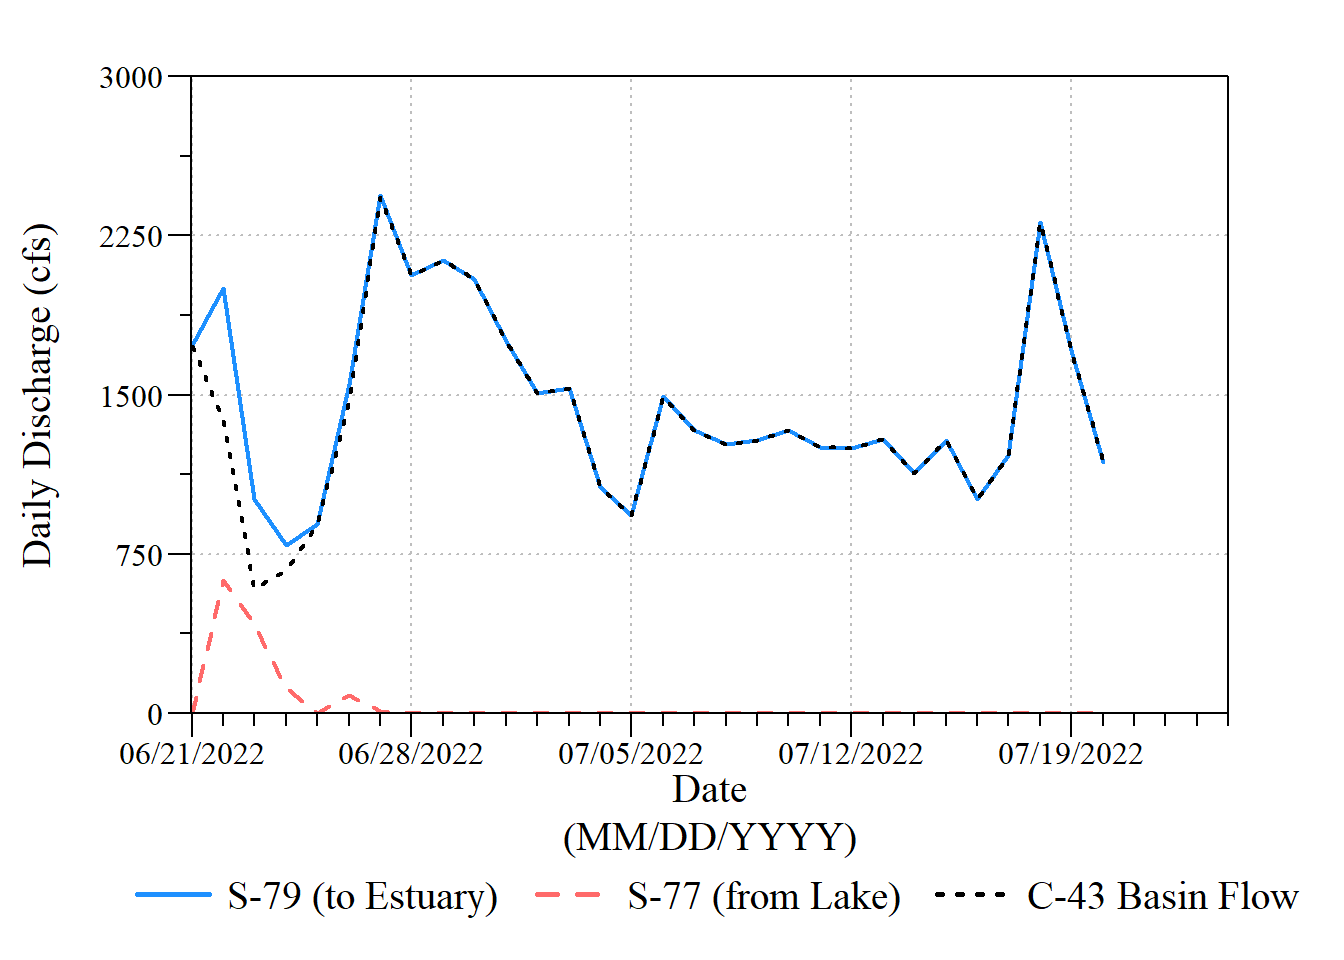 3000
2250
1500
750
0
Daily Discharge (cfs)
06/21/2022 06/28/2022 07/05/2022 07/12/2022 07/19/2022
Date
(MM/DD/YYYY)
S-79 (to Estuary) S-77 (from Lake) C-43 Basin Flow